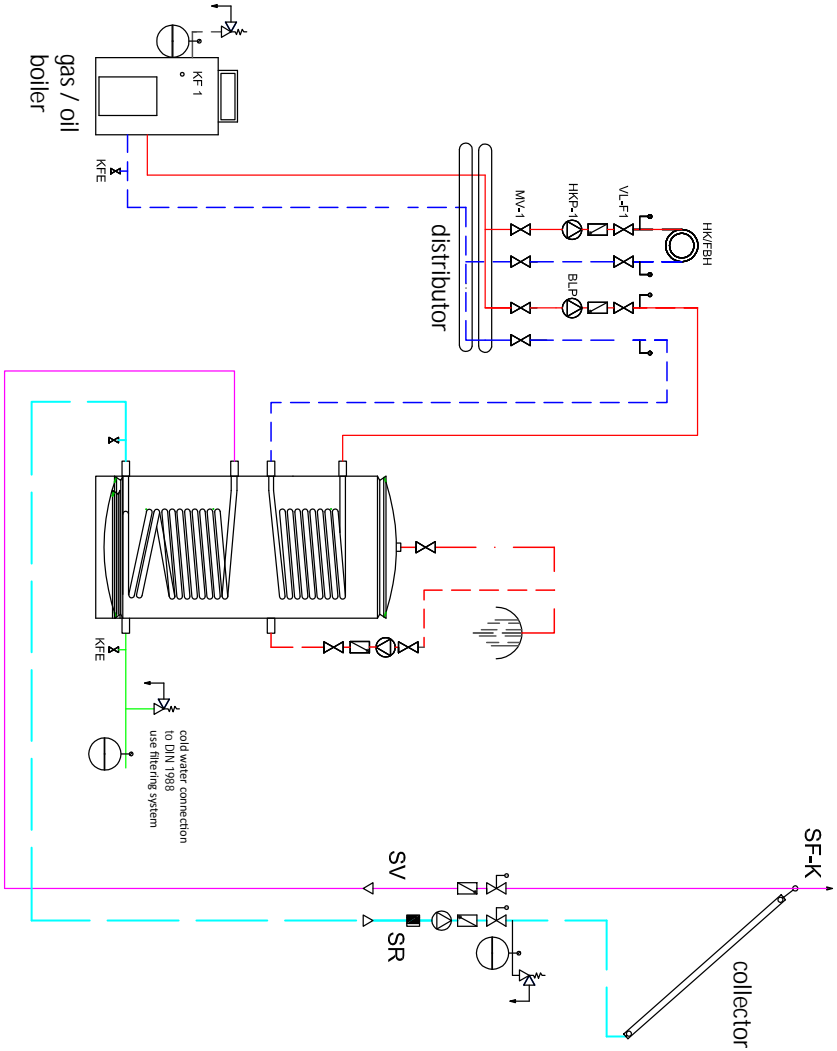 KF 1
gas / oil
boiler
KFE
distributor
MV-1
HKP-1
VL-F1
HK/FBH
BLP
KFE
cold water connection
to DIN 1988
use filtering system
SV
SR
SF-K
collector